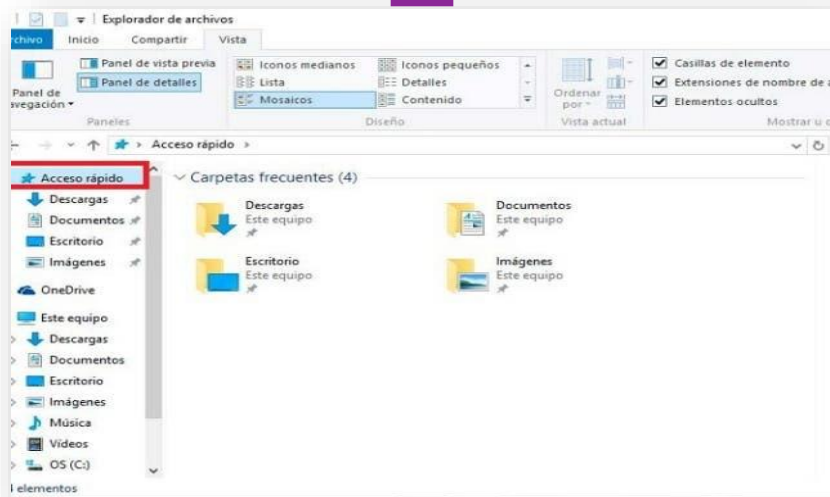 Explorador de archivos
rchivo Inicio Compartir Vista
Panel de vista previa
Panel de detalles
Panel de
avegación
Paneles
Iconos medianos Iconos pequeños
Lista Detalles
Mosaicos Contenido
Diseño
Ordenar
por
Vista actual
Casillas de elemento
Extensiones de nombre de a
Elementos ocultos
Mostrar u o
Acceso rápido
Acceso rápido
Descargas
Documentos
Escritorio
Imágenes
OneDrive
Este equipo
Descargas
Documentos
Escritorio
Imágenes
Música
Vídeos
OS (C:)
Carpetas frecuentes (4)
Descargas
Este equipo
Documentos
Este equipo
Escritorio
Este equipo
Imágenes
Este equipo
elementos